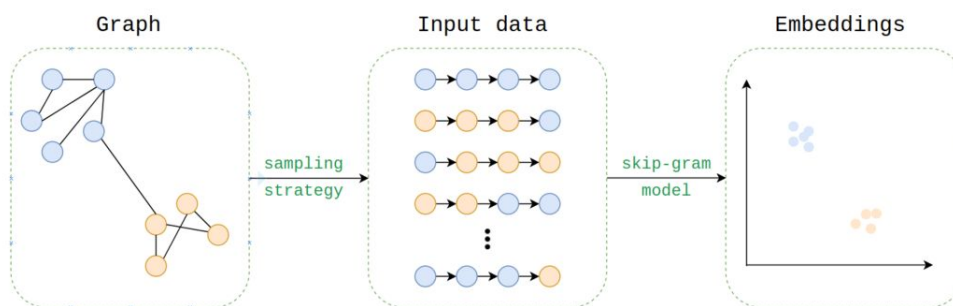 Graph
Input data
Embeddings
sampling
strategy
skip-gram
model